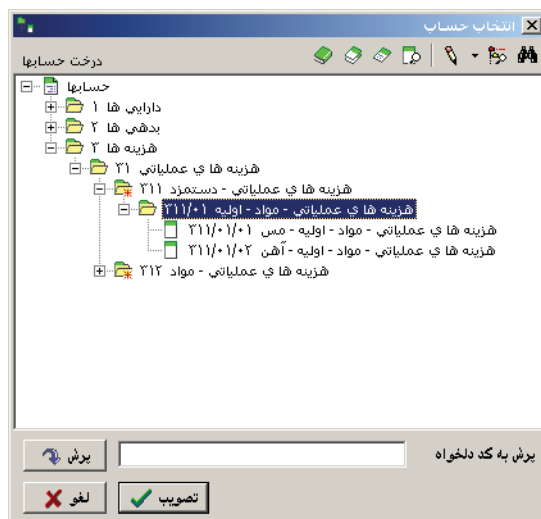 انتخاب حساب
درخت حسابها
حسابها
دارايي ها ۱
بدهي ها ۲
هزينه ها ۳
هزينه ها ي عملياتي ۳۱
هزينه ها ي عملياتي - دستمزد ۳۱۱
هزينه ها ي عملياتي - مواد - اوليه ۳۱۱/۰۱
هزينه ها ي عملياتي - مواد - اوليه - مس ۳۱۱/۰۱/۰۱
هزينه ها ي عملياتي - مواد - اوليه - آهن ۳۱۱/۰۱/۰۲
هزينه ها ي عملياتي - مواد ۳۱۲
پرش به کد دلخواه
پرش
تصويب
لغو